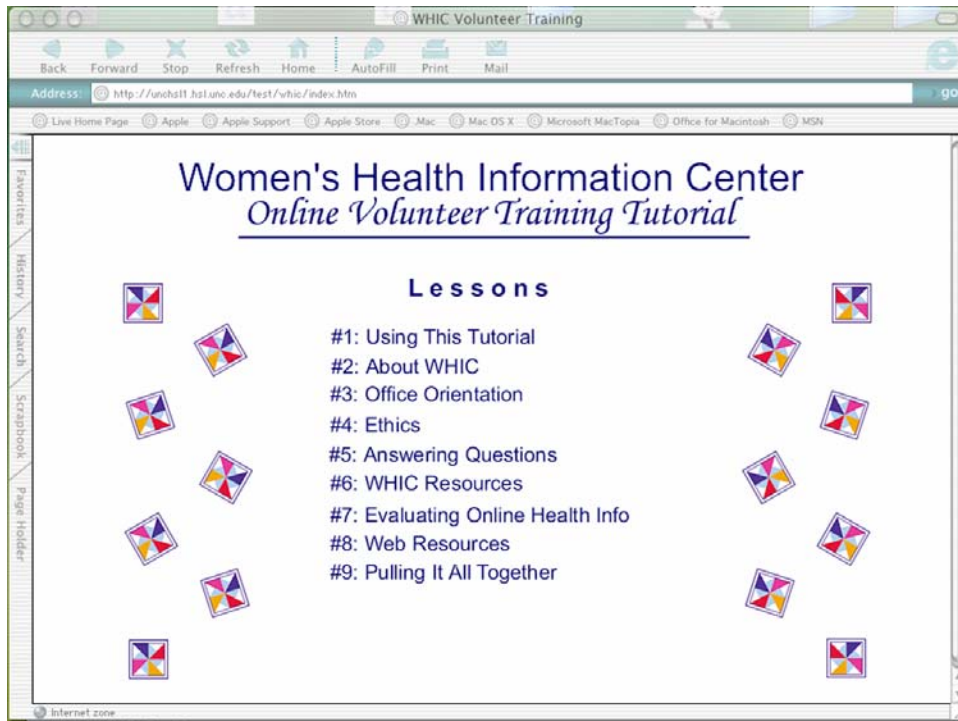 WHIC Volunteer Training
Back Forward Stop Refresh Home AutoFill Print Mail
Address: http://unchsl1.hsl.unc.edu/test/whic/index.htm go
Live Home Page Apple Apple Support Apple Store .Mac Mac OS X Microsoft MacTopia Office for Macintosh MSN
Favorites
History
Search
Scrapbook
Page Holder
Women's Health Information Center
Online Volunteer Training Tutorial
Lessons
#1: Using This Tutorial
#2: About WHIC
#3: Office Orientation
#4: Ethics
#5: Answering Questions
#6: WHIC Resources
#7: Evaluating Online Health Info
#8: Web Resources
#9: Pulling It All Together
Internet zone